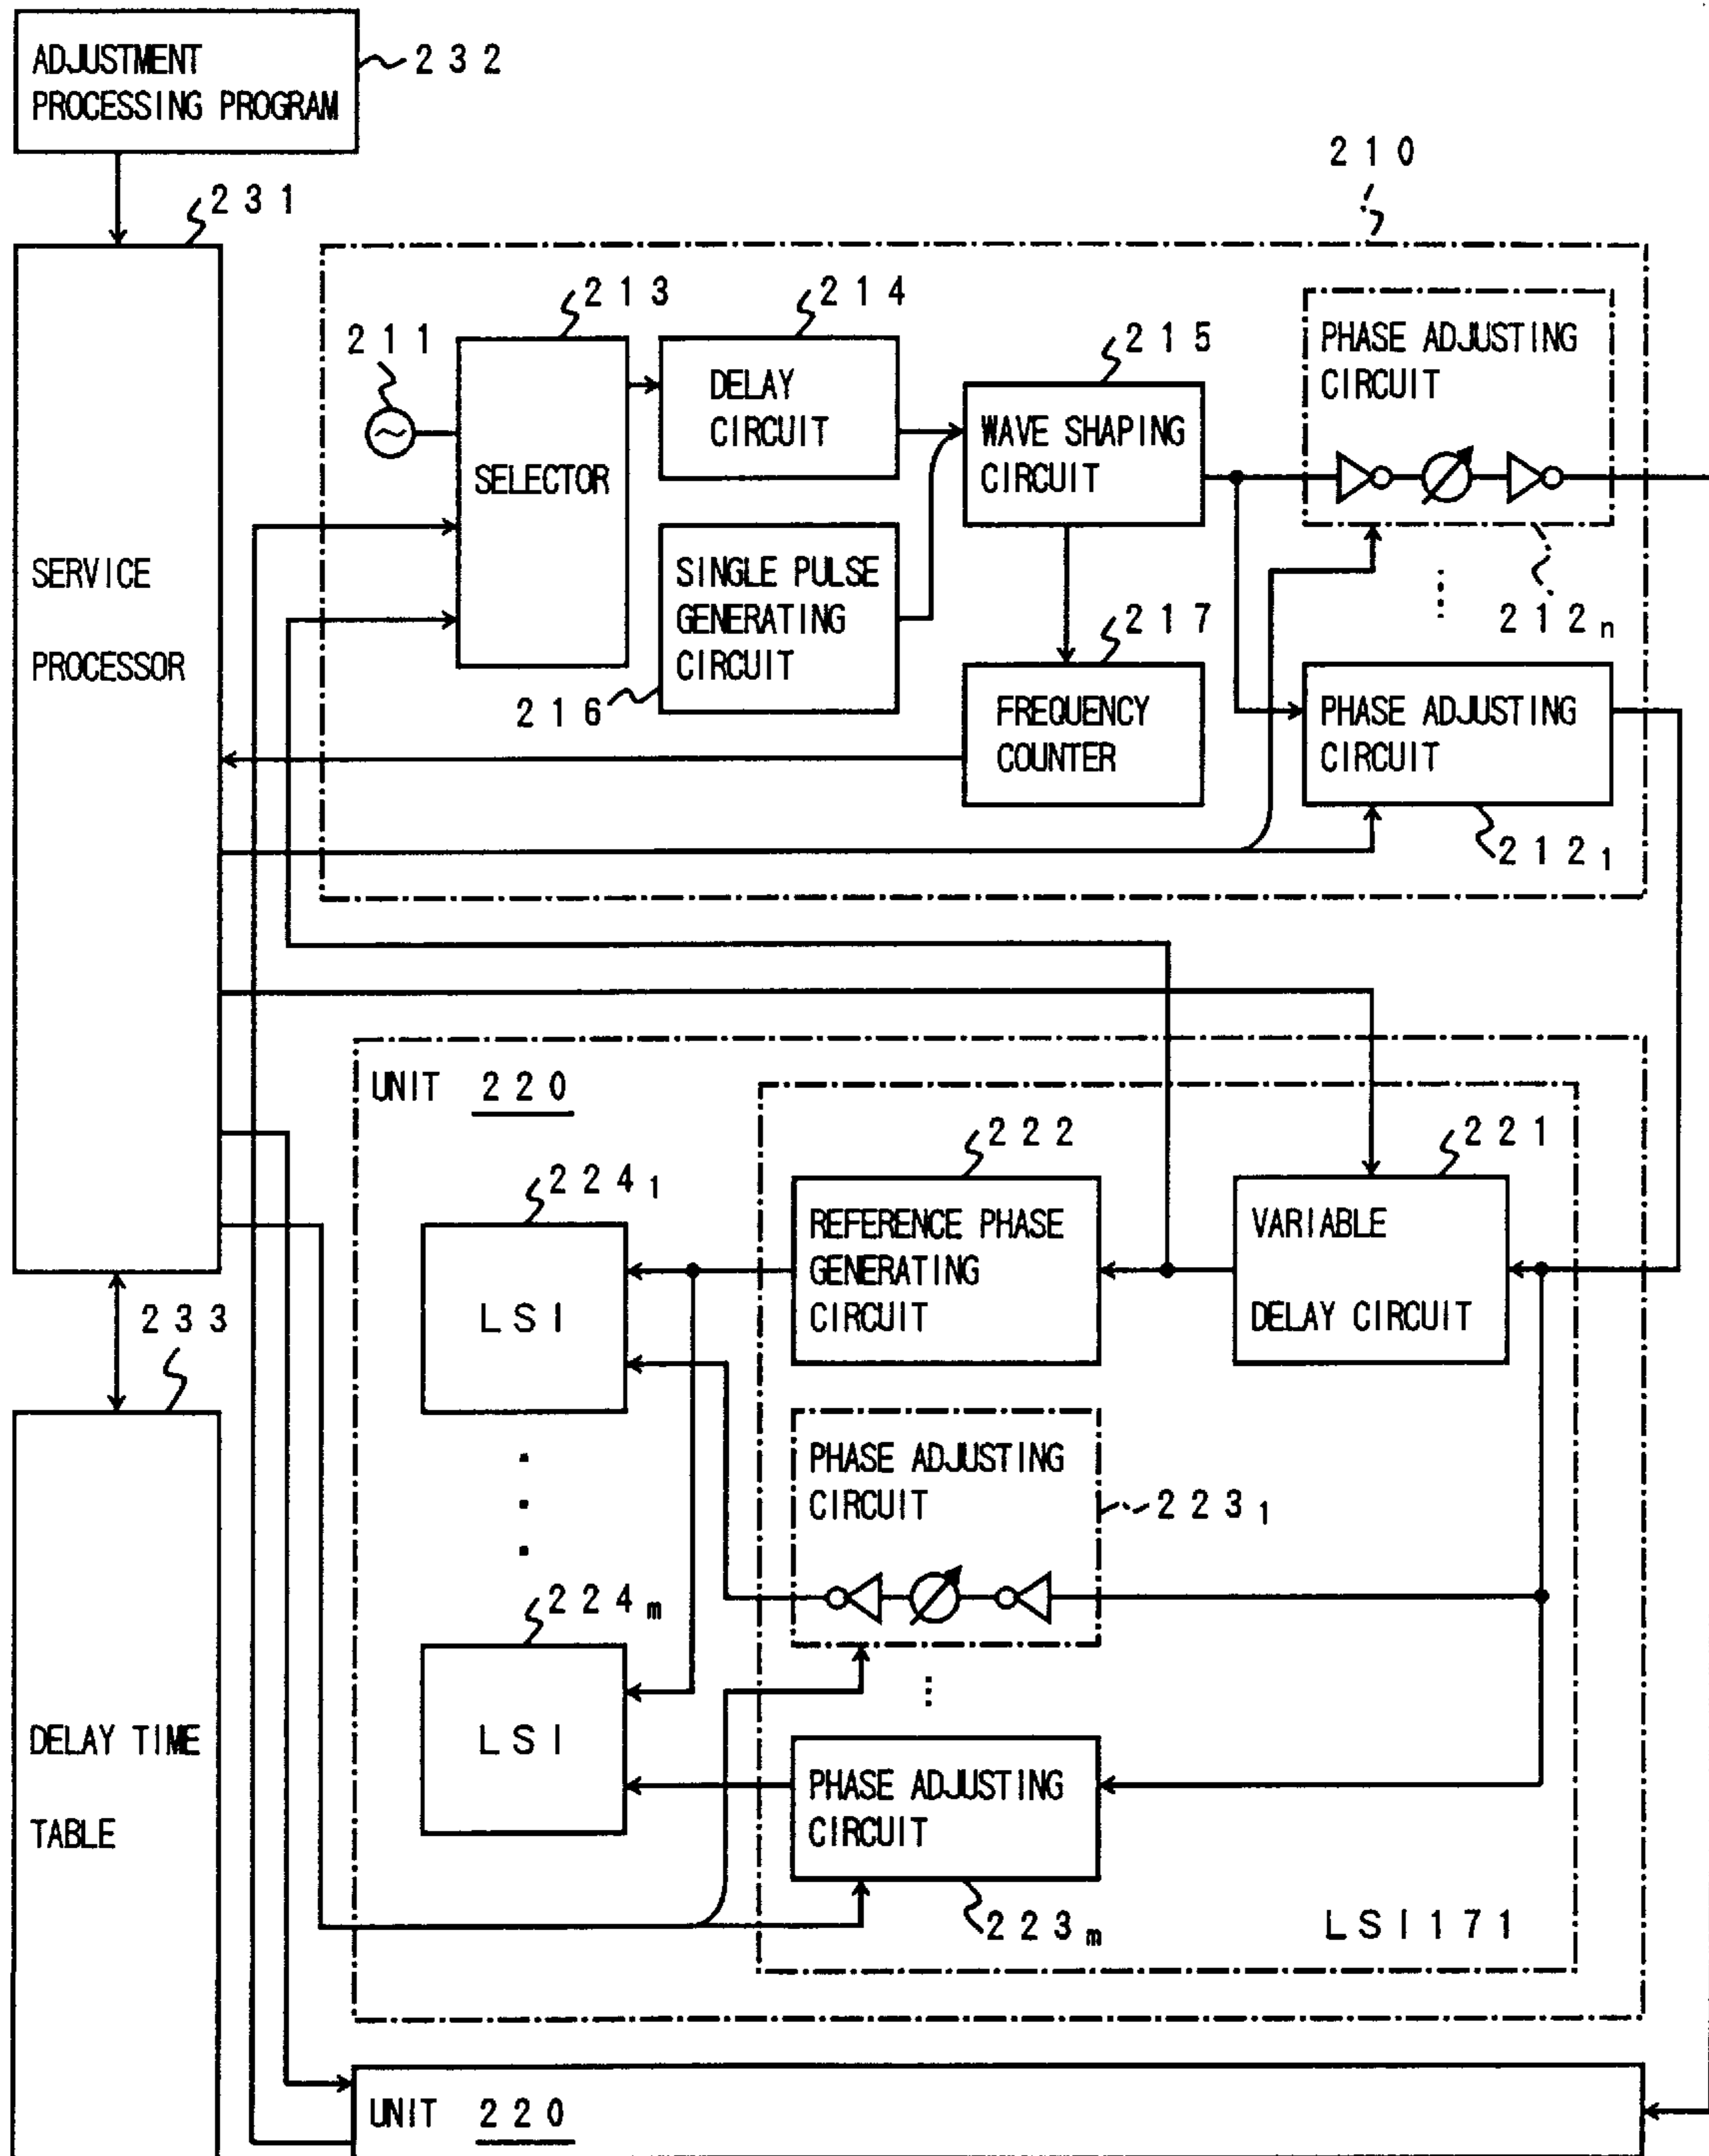 ADJUSTMENT
PROCESSING PROGRAM
232
210
231
213
214
211
215
PHASE ADJUSTING
CIRCUIT
DELAY
CIRCUIT
WAVE SHAPING
CIRCUIT
SELECTOR
SERVICE
PROCESSOR
SINGLE PULSE
GENERATING
CIRCUIT
217
212n
216
FREQUENCY
COUNTER
PHASE ADJUSTING
CIRCUIT
2121
UNIT 220
222
221
2241
REFERENCE PHASE
GENERATING
CIRCUIT
VARIABLE
DELAY CIRCUIT
LSI
233
PHASE ADJUSTING
CIRCUIT
2231
224m
LSI
DELAY TIME
TABLE
PHASE ADJUSTING
CIRCUIT
223m
LSI171
UNIT 220